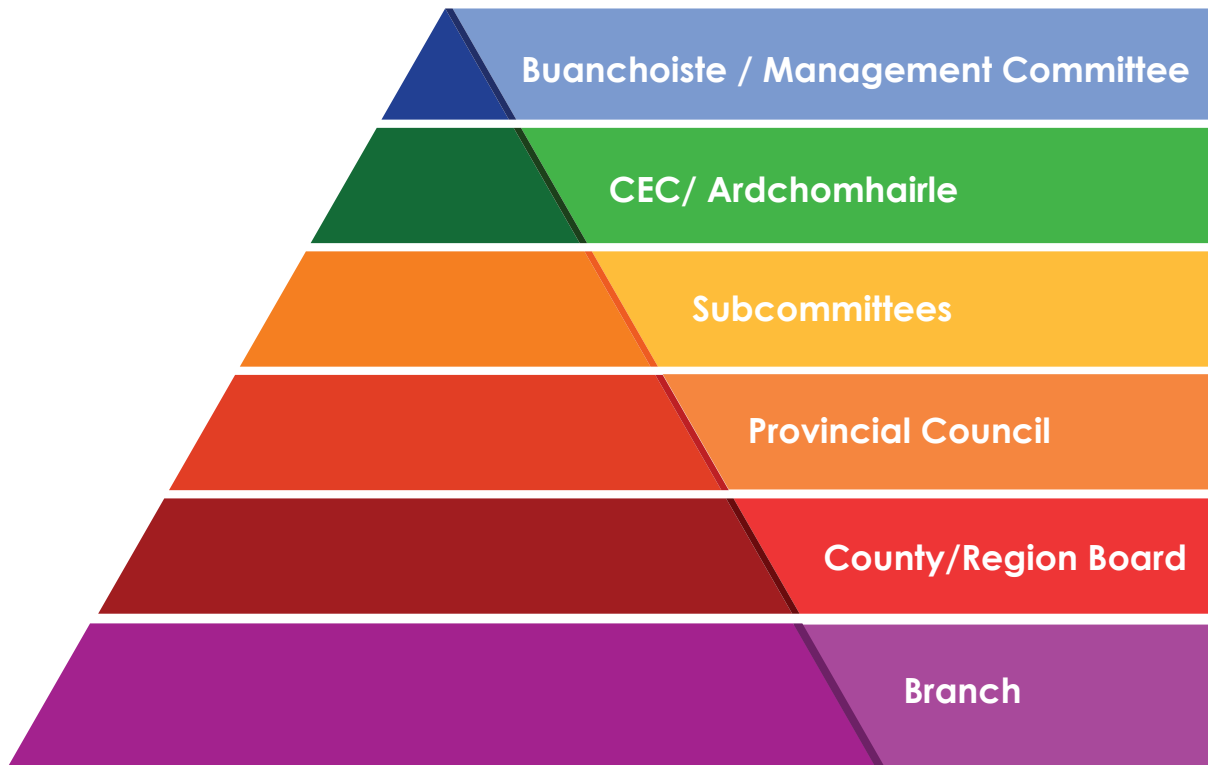 Buanchoiste / Management Committee
CEC/ Ardchomhairle
Subcommittees
Provincial Council
County/Region Board
Branch